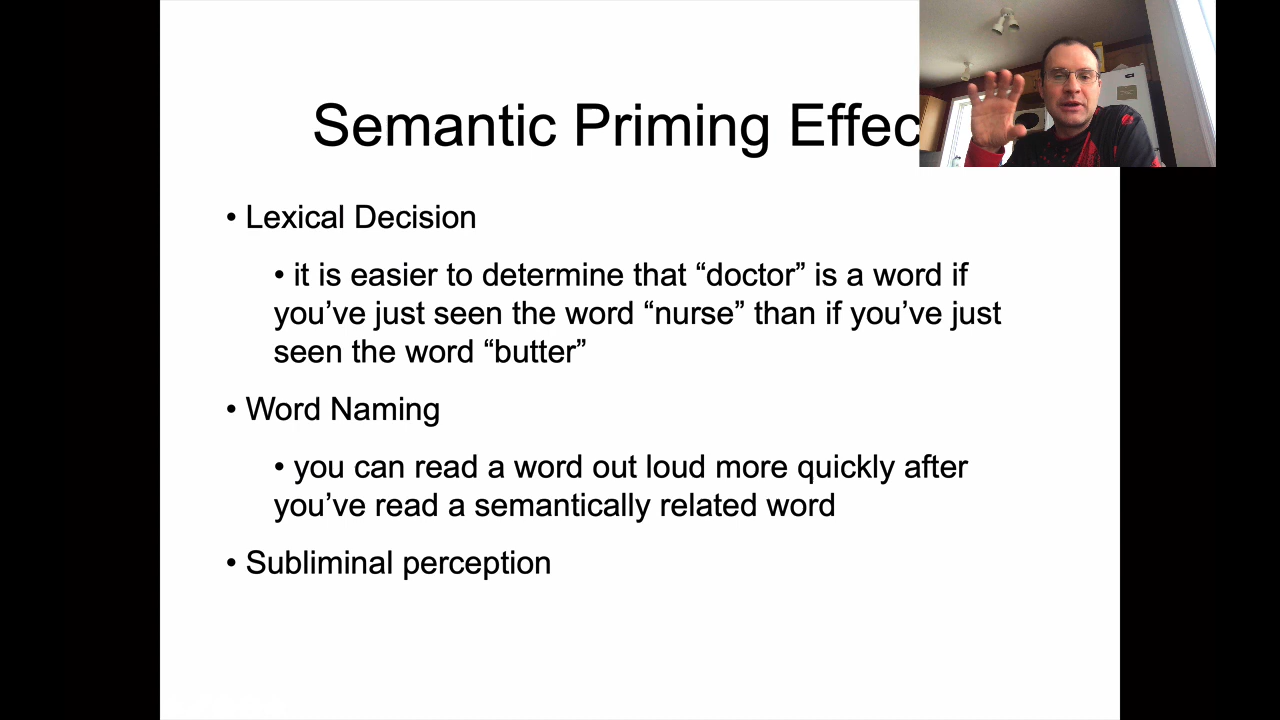 Semantic Priming Effec
• Lexical Decision
• it is easier to determine that “doctor” is a word if
you’ve just seen the word “nurse” than if you’ve just
seen the word “butter”
• Word Naming
• you can read a word out loud more quickly after
you’ve read a semantically related word
• Subliminal perception